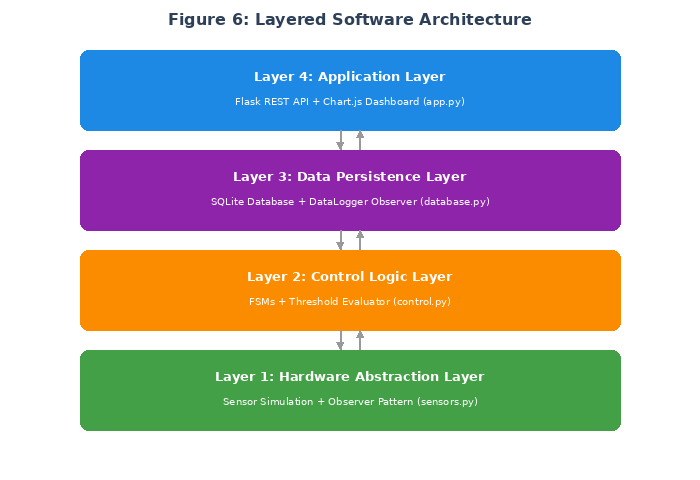 Figure 6: Layered Software Architecture
Layer 4: Application Layer
Flask REST API + Chart.js Dashboard (app.py)
Layer 3: Data Persistence Layer
SQLite Database + DataLogger Observer (database.py)
Layer 2: Control Logic Layer
FSMs + Threshold Evaluator (control.py)
Layer 1: Hardware Abstraction Layer
Sensor Simulation + Observer Pattern (sensors.py)